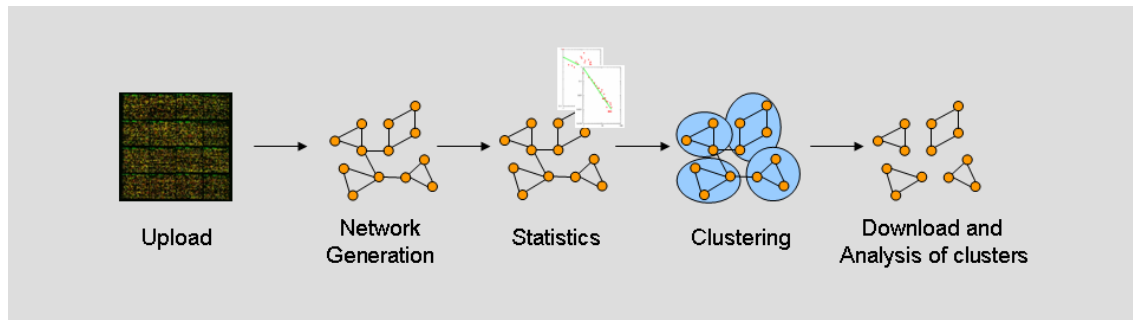 Upload
Network
Generation
Statistics
Clustering
Download and
Analysis of clusters